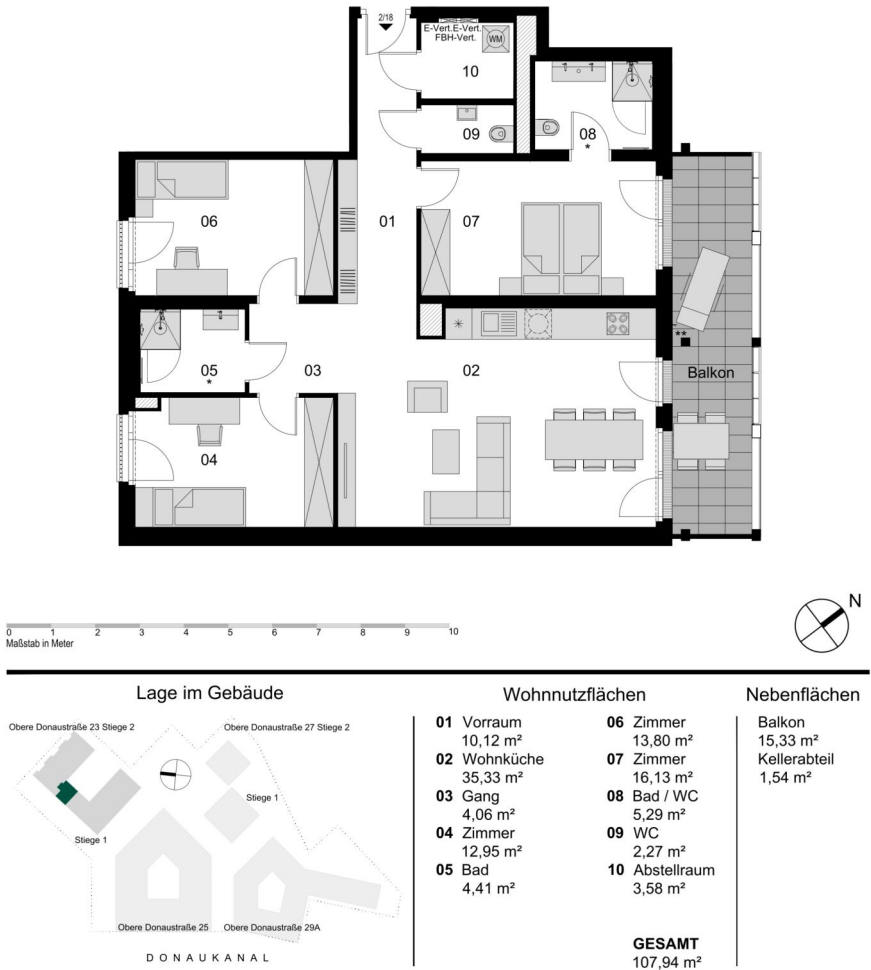 2/18
E-Vert.E-Vert.
FBH-Vert.
WM
10
09
08
*
06
01
07
05
*
03
02
**
Balkon
04
0 1 2 3 4 5 6 7 8 9 10
Maßstab in Meter
N
Lage im Gebäude
Obere Donaustraße 23 Stiege 2
Obere Donaustraße 27 Stiege 2
Stiege 1
Stiege 1
Obere Donaustraße 25
Obere Donaustraße 29A
DONAUKANAL
Wohnnutzflächen
01 Vorraum
10,12 m²
02 Wohnküche
35,33 m²
03 Gang
4,06 m²
04 Zimmer
12,95 m²
05 Bad
4,41 m²
06 Zimmer
13,80 m²
07 Zimmer
16,13 m²
08 Bad / WC
5,29 m²
09 WC
2,27 m²
10 Abstellraum
3,58 m²
GESAMT
107,94 m²
Nebenflächen
Balkon
15,33 m²
Kellerabteil
1,54 m²